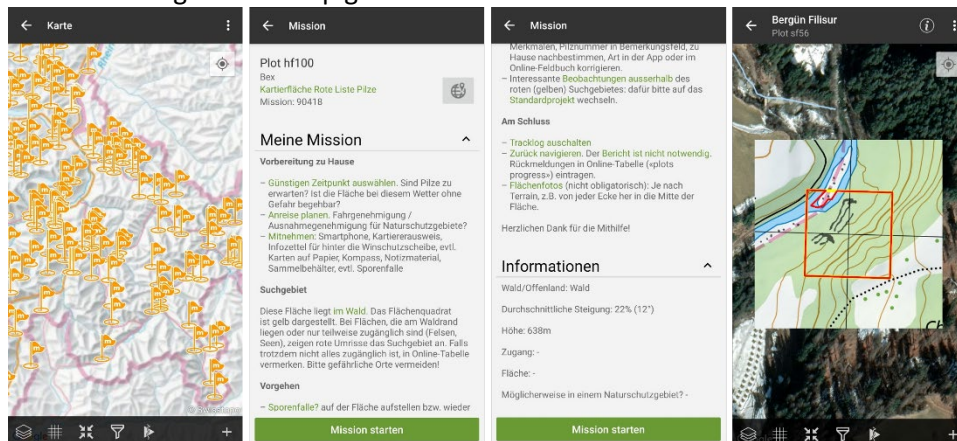 Karte
Mission
Plot hf100
Bex
Kartierfläche Rote Liste Pilze
Mission: 90418
Meine Mission
Vorbereitung zu Hause
– Günstigen Zeitpunkt auswählen. Sind Pilze zu
erwarten? Ist die Fläche bei diesem Wetter ohne
Gefahr begehbar?
– Anreise planen. Fahrgenehmigung /
Ausnahmegenehmigung für Naturschutzgebiete?
– Mitnehmen: Smartphone, Kartiererausweis,
Infozettel für hinter die Winschutzscheibe, evtl.
Karten auf Papier, Kompass, Notizmaterial,
Sammelbehälter, evtl. Sporenfalle
Suchgebiet
Diese Fläche liegt im Wald. Das Flächenquadrat
ist gelb dargestellt. Bei Flächen, die am Waldrand
liegen oder nur teilweise zugänglich sind (Felsen,
Seen), zeigen rote Umrisse das Suchgebiet an. Falls
trotzdem nicht alles zugänglich ist, in Online-Tabelle
vermerken. Bitte gefährliche Orte vermeiden!
Vorgehen
– Sporenfalle? auf der Fläche aufstellen bzw. wieder
Mission starten
Mission
Merkmalen, Pilznummer in Bemerkungsfeld, zu
Hause nachbestimmen, Art in der App oder im
Online-Feldbuch korrigieren.
– Interessante Beobachtungen ausserhalb des
roten (gelben) Suchgebietes: dafür bitte auf das
Standardprojekt wechseln.
Am Schluss
– Tracklog auschalten
– Zurück navigieren. Der Bericht ist nicht notwendig.
Rückmeldungen in Online-Tabelle («plots
progress») eintragen.
– Flächenfotos (nicht obligatorisch): Je nach
Terrain, z.B. von jeder Ecke her in die Mitte der
Fläche.
Herzlichen Dank für die Mithilfe!
Informationen
Wald/Offenland: Wald
Durchschnittliche Steigung: 22% (12°)
Höhe: 638m
Zugang: -
Fläche: -
Möglicherweise in einem Naturschutzgebiet? -
Mission starten
Bergün Filisur
Plot sf56